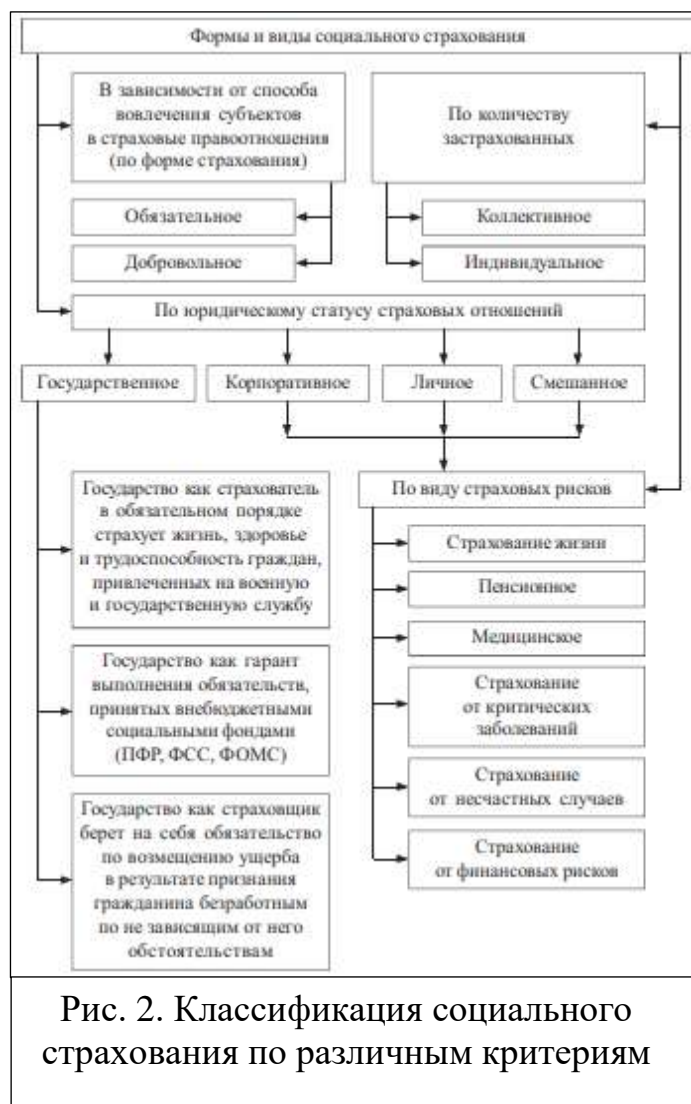 Формы и виды социального страхования
В зависимости от способа
вовлечения субъектов
в страховые правоотношения
(по форме страхования)
По количеству
застрахованных
Обязательное
Добровольное
Коллективное
Индивидуальное
По юридическому статусу страховых отношений
Государственное
Корпоративное
Личное
Смешанное
Государство как страхователь
в обязательном порядке
страхует жизнь, здоровье
и трудоспособность граждан,
привлеченных на военную
и государственную службу
Государство как гарант
выполнения обязательств,
принятых внебюджетными
социальными фондами
(ПФР, ФСС, ФОМС)
Государство как страховщик
берет на себя обязательство
по возмещению ущерба
в результате признания
гражданина безработным
по не зависящим от него
обстоятельствам
По виду страховых рисков
Страхование жизни
Пенсионное
Медицинское
Страхование
от критических
заболеваний
Страхование
от несчастных случаев
Страхование
от финансовых рисков
Рис. 2. Классификация социального
страхования по различным критериям